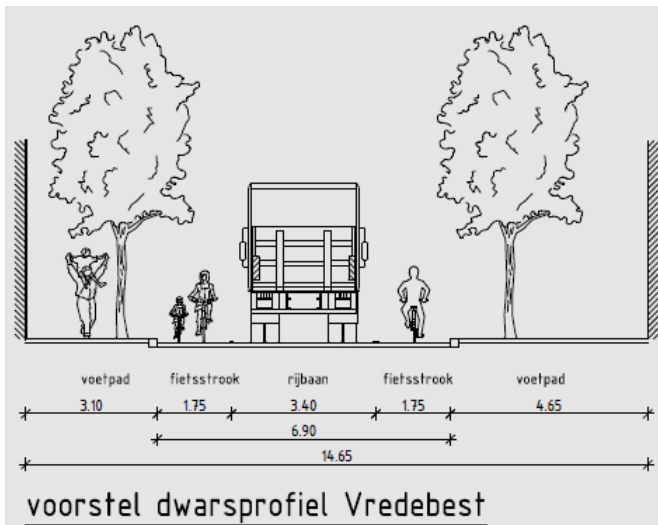 voetpad fietsstrook rijbaan fietsstrook voetpad
3.10 1.75 3.40 1.75 4.65
6.90
14.65
voorstel dwarsprofiel Vredebest